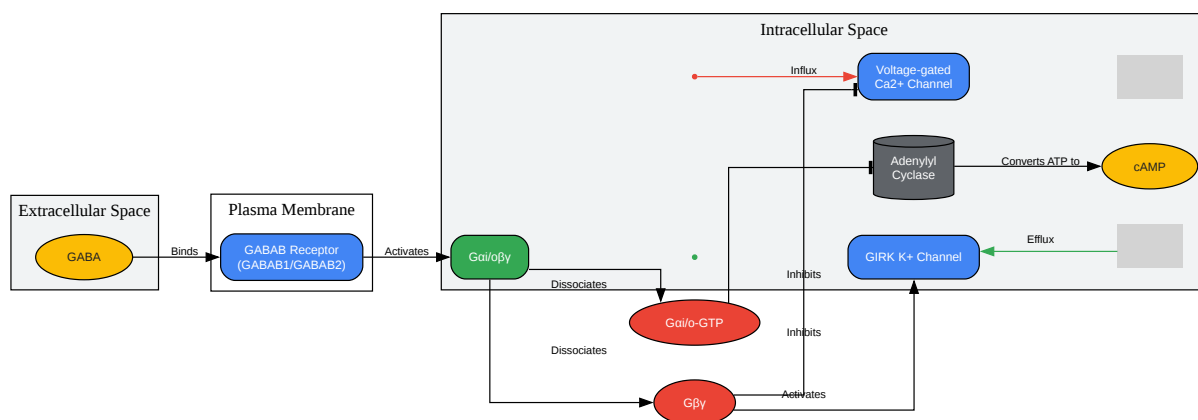 Intracellular Space
Influx
Voltage-gated
Ca2+ Channel
Adenylyl
Cyclase
Converts ATP to
cAMP
Extracellular Space
Plasma Membrane
GABA
Binds
GABAB Receptor
(GABAB1/GABAB2)
Activates
Gαi/oβγ
GIRK K+ Channel
Efflux
Dissociates
Inhibits
Gαi/o-GTP
Inhibits
Dissociates
Gβγ
Activates